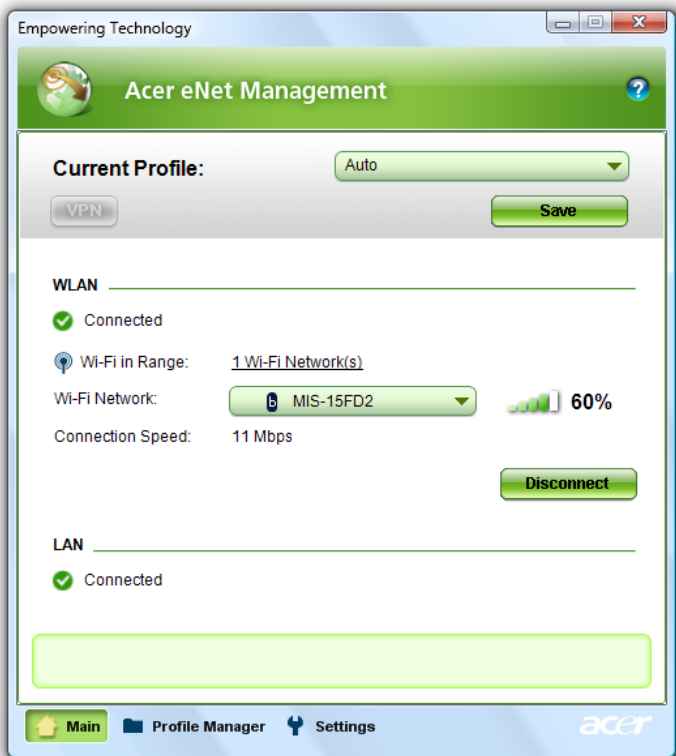 Empowering Technology
Acer eNet Management
?
Current Profile:
Auto
VPN
Save
WLAN
Connected
Wi-Fi in Range:
1 Wi-Fi Network(s)
Wi-Fi Network:
b MIS-15FD2
60%
Connection Speed:
11 Mbps
Disconnect
LAN
Connected
Main
Profile Manager
Settings
acer